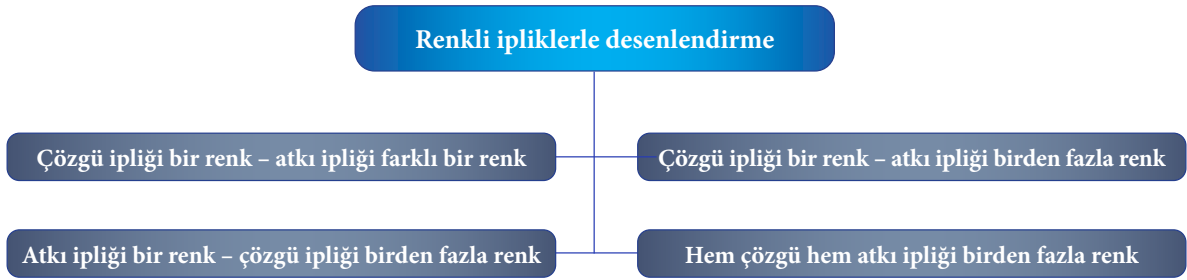 Renkli ipliklerle desenlendirme
Çözgü ipliği bir renk – atkı ipliği farklı bir renk
Çözgü ipliği bir renk – atkı ipliği birden fazla renk
Atkı ipliği bir renk – çözgü ipliği birden fazla renk
Hem çözgü hem atkı ipliği birden fazla renk